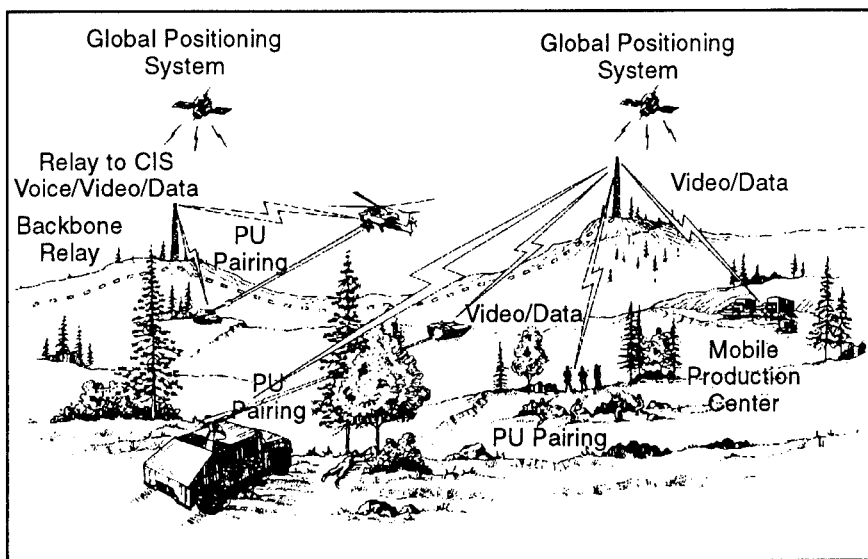 Global Positioning
System
Global Positioning
System
Relay to CIS
Voice/Video/Data
Backbone
Relay
PU
Pairing
Video/Data
Video/Data
PU
Pairing
Mobile
Production
Center
PU Pairing